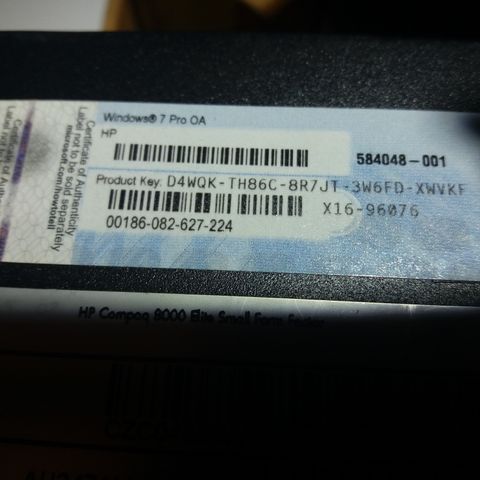 Certificate of Authenticity
Label not to be sold separately
microsoft.com/howtotell
Windows® 7 Pro OA
HP
584048-001
Product Key: D4WQK-TH86C-8R7JT-3W6FD-XWVKF
X16-96076
00186-082-627-224
HP Compaq 8000 Elite Small Form Factor